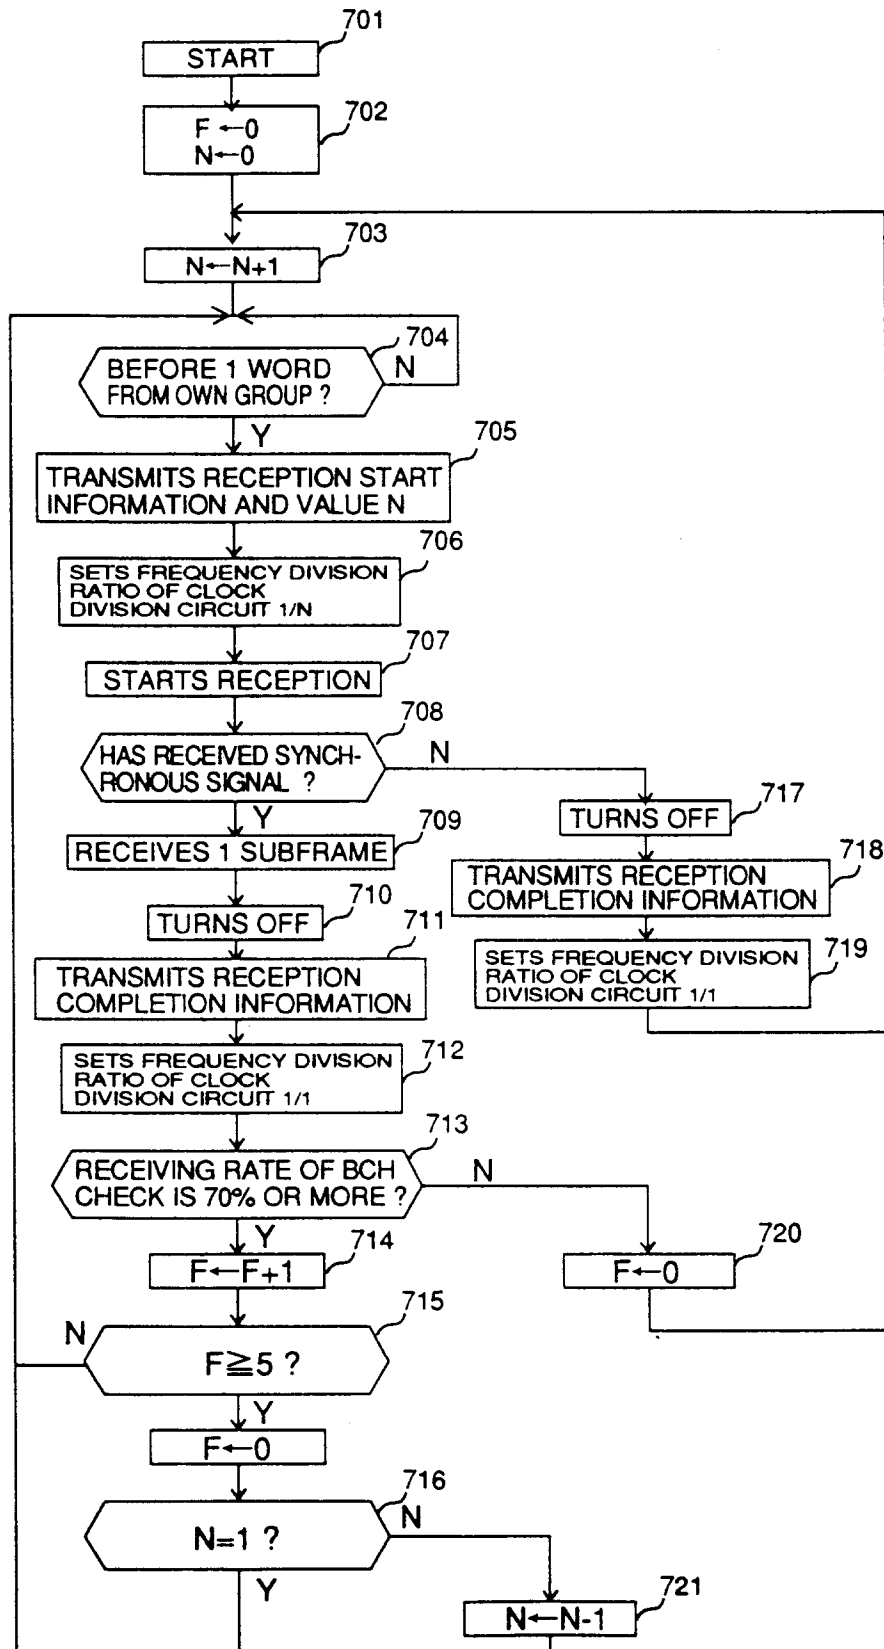 701
START
702
F←0
N←0
703
N←N+1
704
BEFORE 1 WORD
FROM OWN GROUP ?
N
Y
705
TRANSMITS RECEPTION START
INFORMATION AND VALUE N
706
SETS FREQUENCY DIVISION
RATIO OF CLOCK
DIVISION CIRCUIT 1/N
707
STARTS RECEPTION
708
HAS RECEIVED SYNCH-
RONOUS SIGNAL ?
N
Y
709
RECEIVES 1 SUBFRAME
717
TURNS OFF
710
TURNS OFF
718
TRANSMITS RECEPTION
COMPLETION INFORMATION
711
TRANSMITS RECEPTION
COMPLETION INFORMATION
719
SETS FREQUENCY DIVISION
RATIO OF CLOCK
DIVISION CIRCUIT 1/1
712
SETS FREQUENCY DIVISION
RATIO OF CLOCK
DIVISION CIRCUIT 1/1
713
RECEIVING RATE OF BCH
CHECK IS 70% OR MORE ?
N
Y
714
F←F+1
720
F←0
715
N
F≧5 ?
Y
F←0
716
N=1 ?
N
Y
721
N←N-1